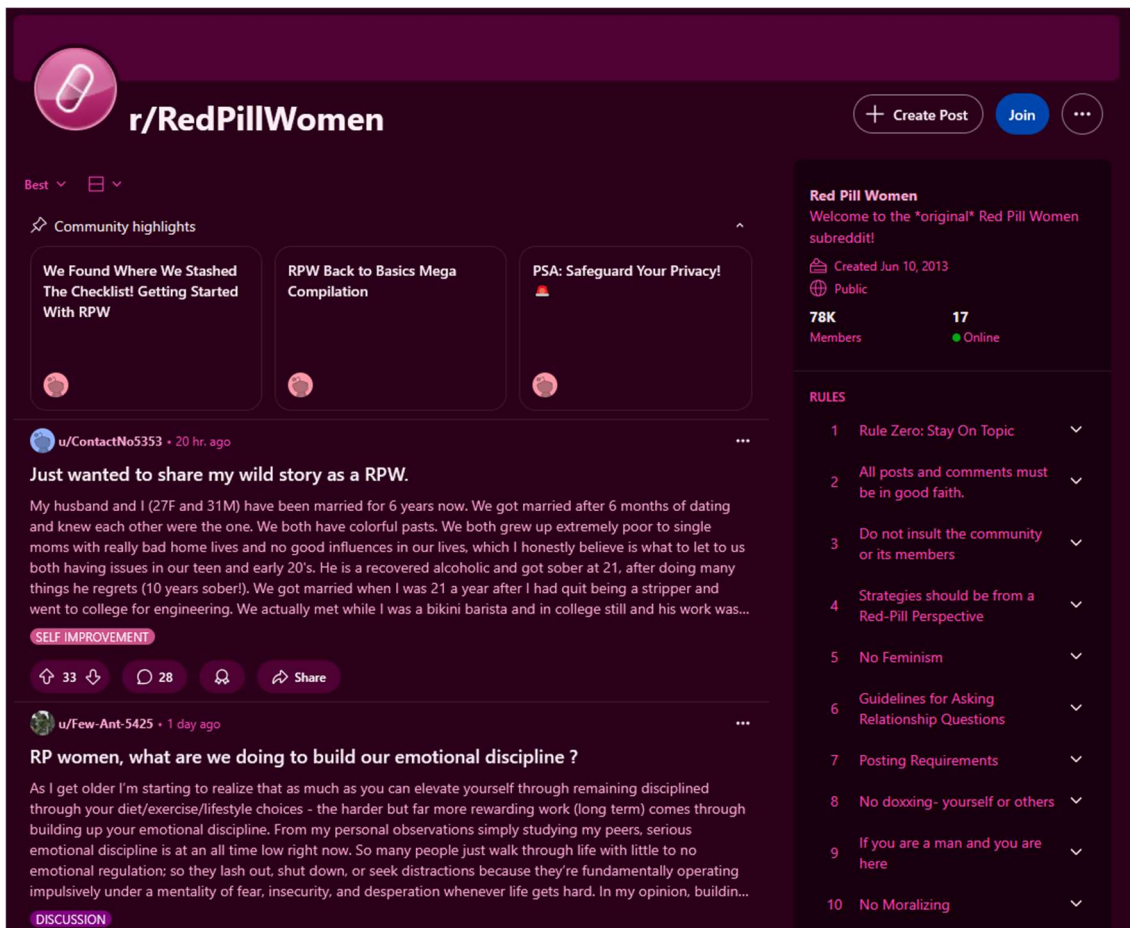 r/RedPillWomen
Create Post
Join
Best
Community highlights
We Found Where We Stashed
The Checklist! Getting Started
With RPW
RPW Back to Basics Mega
Compilation
PSA: Safeguard Your Privacy!
🚨
u/ContactNo5353 • 20 hr. ago
Just wanted to share my wild story as a RPW.
My husband and I (27F and 31M) have been married for 6 years now. We got married after 6 months of dating
and knew each other were the one. We both have colorful pasts. We both grew up extremely poor to single
moms with really bad home lives and no good influences in our lives, which I honestly believe is what to let to us
both having issues in our teen and early 20's. He is a recovered alcoholic and got sober at 21, after doing many
things he regrets (10 years sober!). We got married when I was 21 a year after I had quit being a stripper and
went to college for engineering. We actually met while I was a bikini barista and in college still and his work was...
SELF IMPROVEMENT
33
28
Share
u/Few-Ant-5425 • 1 day ago
RP women, what are we doing to build our emotional discipline ?
As I get older I'm starting to realize that as much as you can elevate yourself through remaining disciplined
through your diet/exercise/lifestyle choices - the harder but far more rewarding work (long term) comes through
building up your emotional discipline. From my personal observations simply studying my peers, serious
emotional discipline is at an all time low right now. So many people just walk through life with little to no
emotional regulation; so they lash out, shut down, or seek distractions because they're fundamentally operating
impulsively under a mentality of fear, insecurity, and desperation whenever life gets hard. In my opinion, buildin...
DISCUSSION
Red Pill Women
Welcome to the *original* Red Pill Women
subreddit!
Created Jun 10, 2013
Public
78K 17
Members Online
RULES
1 Rule Zero: Stay On Topic
2 All posts and comments must
be in good faith.
3 Do not insult the community
or its members
4 Strategies should be from a
Red-Pill Perspective
5 No Feminism
6 Guidelines for Asking
Relationship Questions
7 Posting Requirements
8 No doxxing- yourself or others
9 If you are a man and you are
here
10 No Moralizing